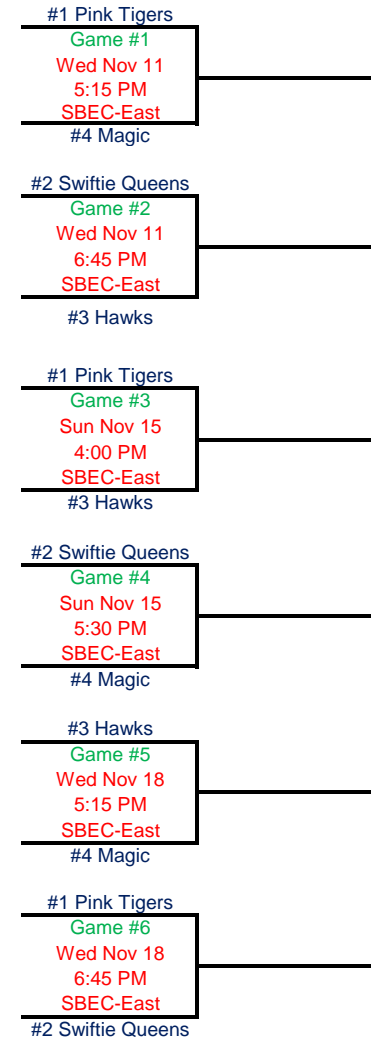 #1 Pink Tigers
Game #1
Wed Nov 11
5:15 PM
SBEC-East
#4 Magic
#2 Swiftie Queens
Game #2
Wed Nov 11
6:45 PM
SBEC-East
#3 Hawks
#1 Pink Tigers
Game #3
Sun Nov 15
4:00 PM
SBEC-East
#3 Hawks
#2 Swiftie Queens
Game #4
Sun Nov 15
5:30 PM
SBEC-East
#4 Magic
#3 Hawks
Game #5
Wed Nov 18
5:15 PM
SBEC-East
#4 Magic
#1 Pink Tigers
Game #6
Wed Nov 18
6:45 PM
SBEC-East
#2 Swiftie Queens